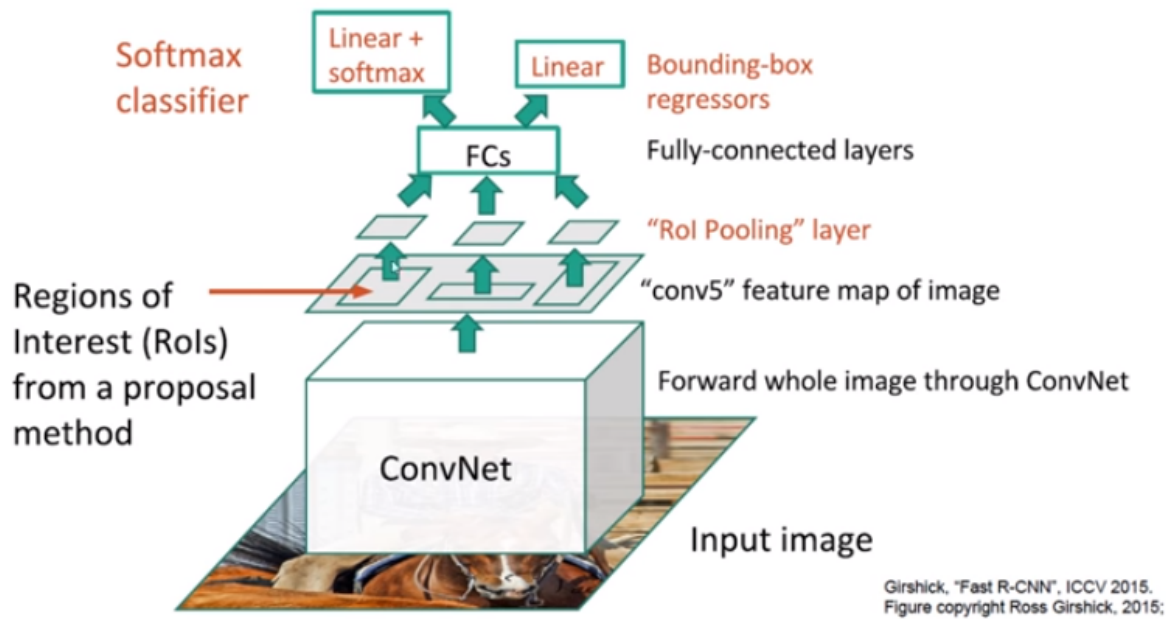 Softmax
classifier
Linear +
softmax
Linear
Bounding-box
regressors
FCs
Fully-connected layers
“RoI Pooling” layer
Regions of
Interest (RoIs)
from a proposal
method
“conv5” feature map of image
Forward whole image through ConvNet
ConvNet
Input image
Girshick, “Fast R-CNN”, ICCV 2015.
Figure copyright Ross Girshick, 2015;